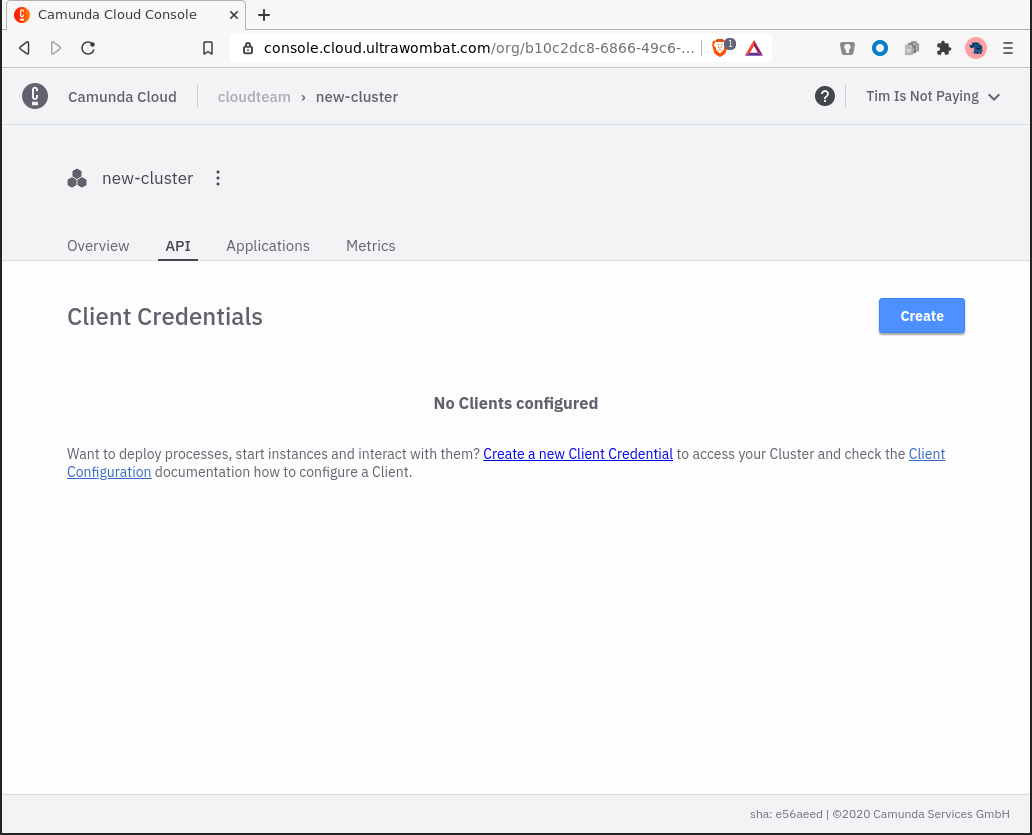 Camunda Cloud Console
console.cloud.ultrawombat.com/org/b10c2dc8-6866-49c6-...
1
Camunda Cloud
cloudteam › new-cluster
?
Tim Is Not Paying
new-cluster
Overview
API
Applications
Metrics
Client Credentials
Create
No Clients configured
Want to deploy processes, start instances and interact with them? Create a new Client Credential to access your Cluster and check the Client
Configuration documentation how to configure a Client.
sha: e56aeed | ©2020 Camunda Services GmbH